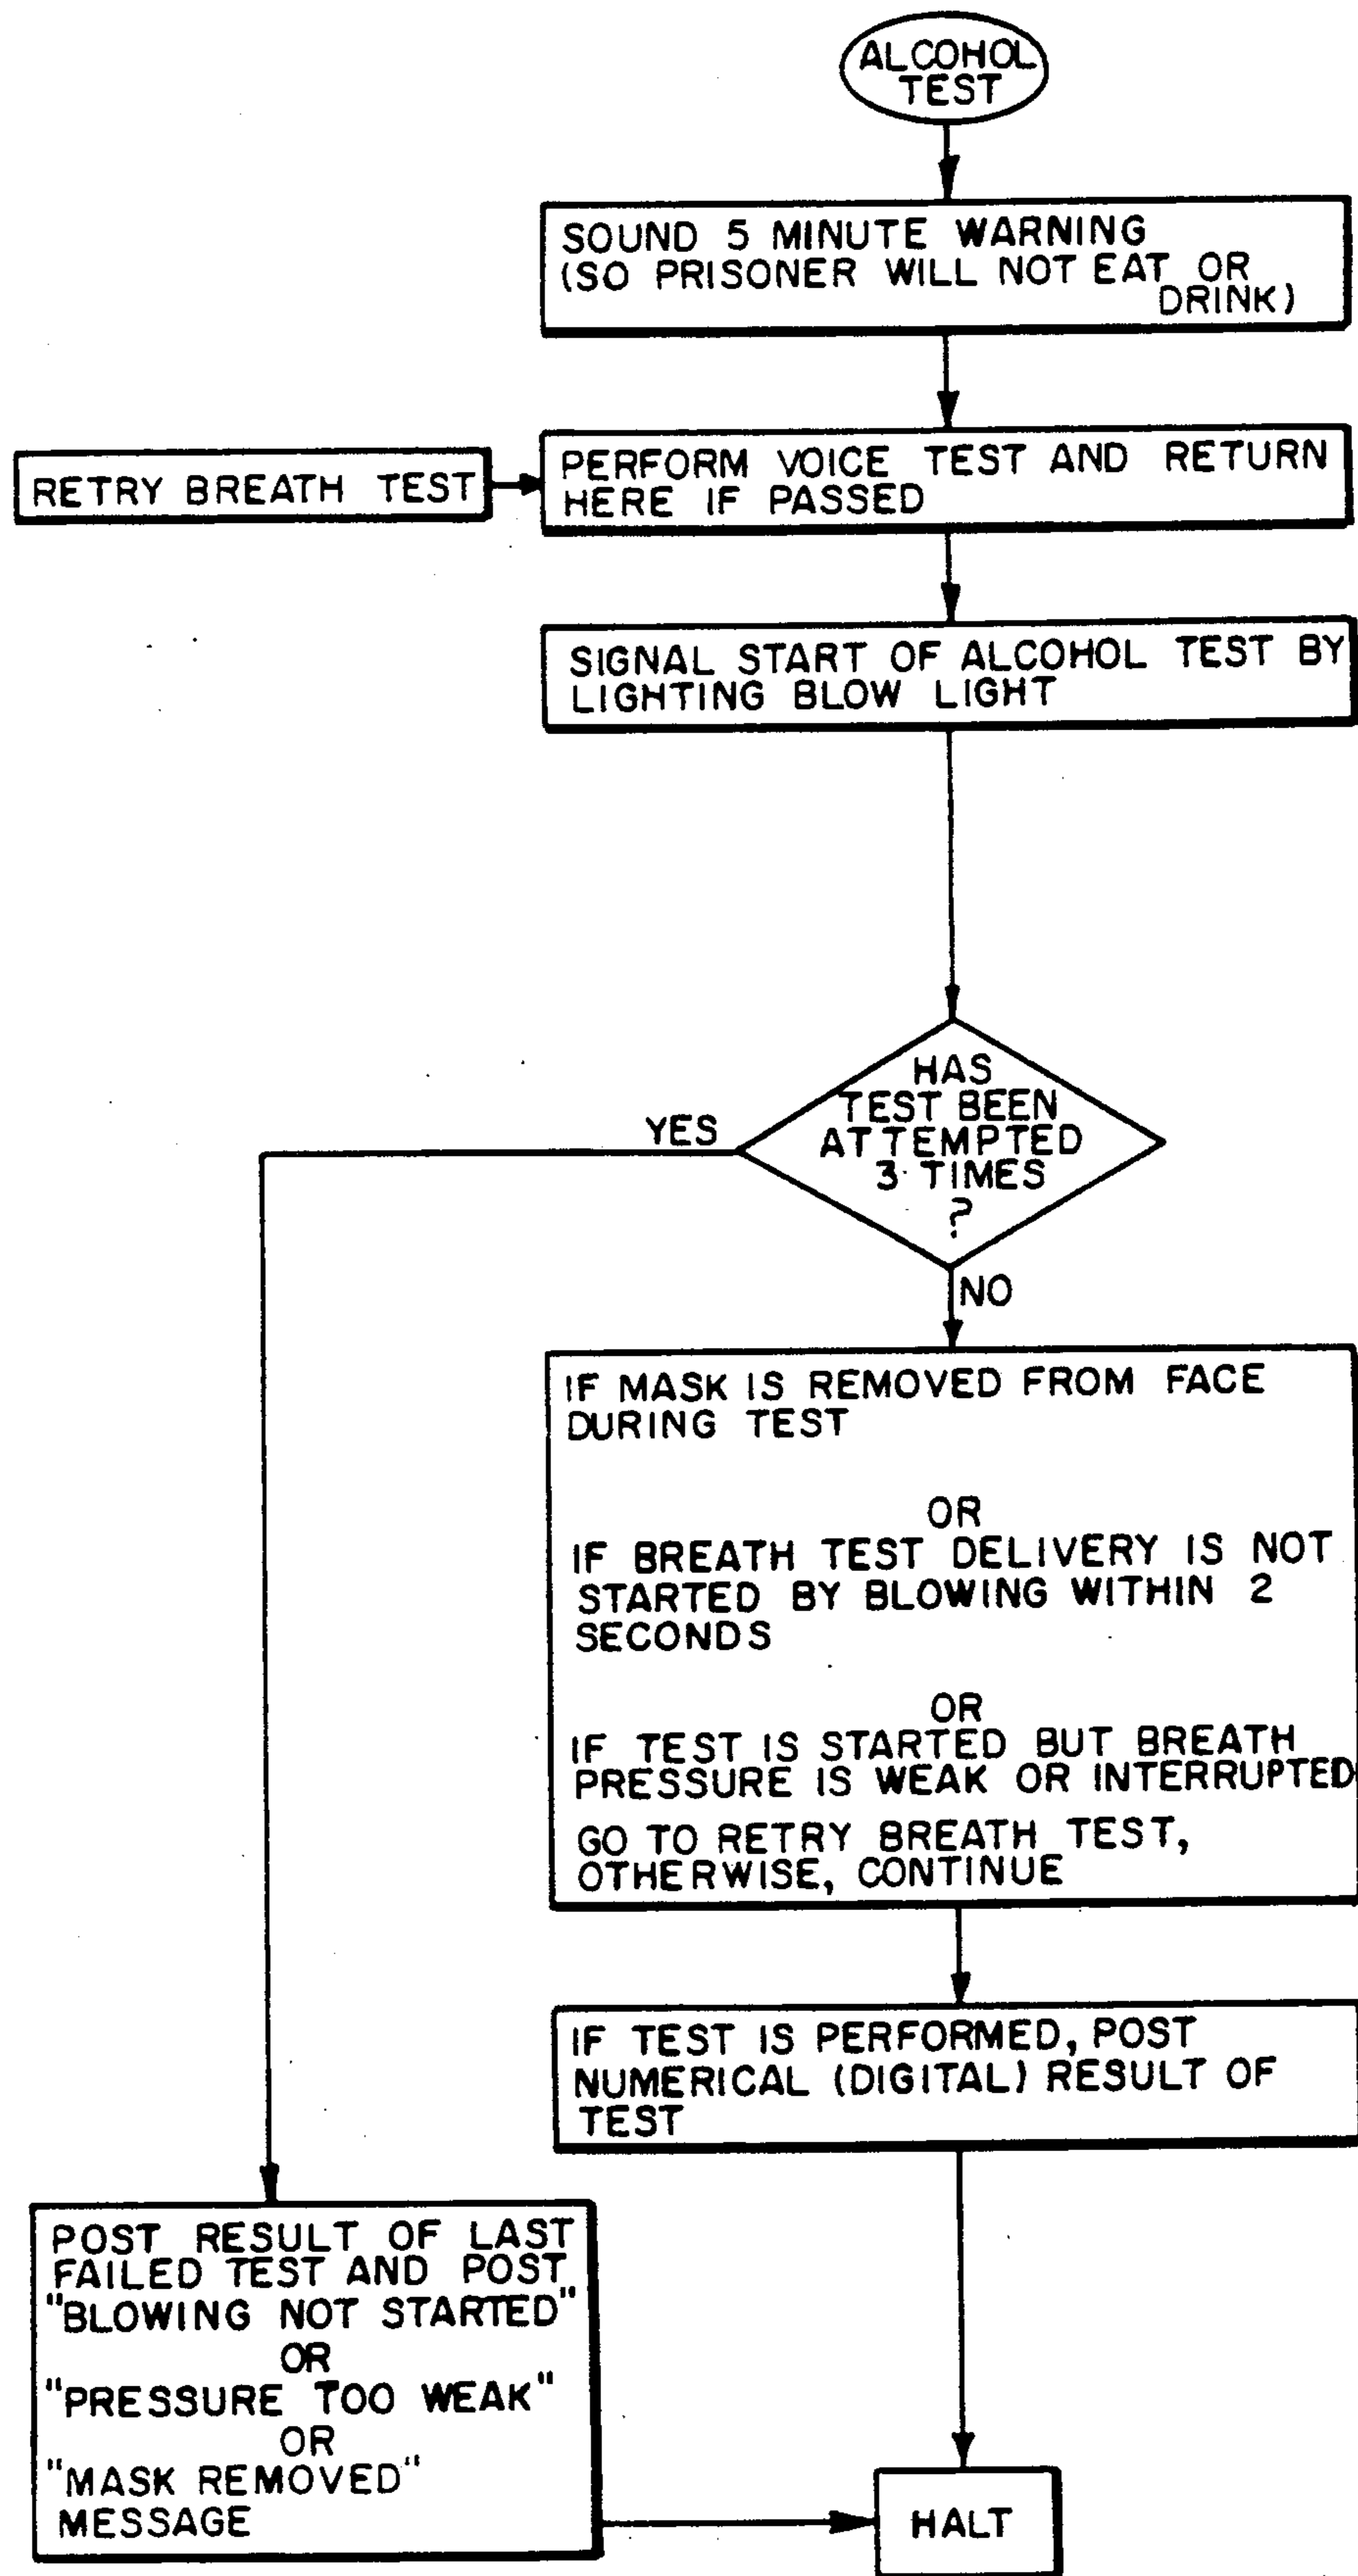 ALCOHOL
TEST
SOUND 5 MINUTE WARNING
(SO PRISONER WILL NOT EAT OR
DRINK)
RETRY BREATH TEST
PERFORM VOICE TEST AND RETURN
HERE IF PASSED
SIGNAL START OF ALCOHOL TEST BY
LIGHTING BLOW LIGHT
HAS
TEST BEEN
ATTEMPTED
3 TIMES
?
YES
NO
IF MASK IS REMOVED FROM FACE
DURING TEST
OR
IF BREATH TEST DELIVERY IS NOT
STARTED BY BLOWING WITHIN 2
SECONDS
OR
IF TEST IS STARTED BUT BREATH
PRESSURE IS WEAK OR INTERRUPTED
GO TO RETRY BREATH TEST,
OTHERWISE, CONTINUE
IF TEST IS PERFORMED, POST
NUMERICAL (DIGITAL) RESULT OF
TEST
POST RESULT OF LAST
FAILED TEST AND POST
"BLOWING NOT STARTED"
OR
"PRESSURE TOO WEAK"
OR
"MASK REMOVED"
MESSAGE
HALT